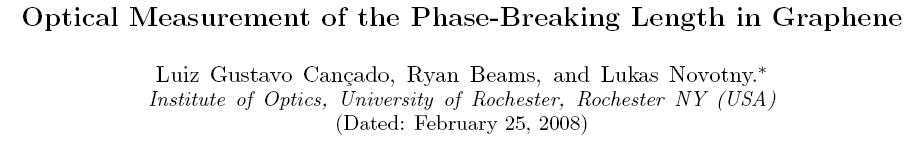 Optical Measurement of the Phase-Breaking Length in Graphene
Luiz Gustavo Cançado, Ryan Beams, and Lukas Novotny.*
Institute of Optics, University of Rochester, Rochester NY (USA)
(Dated: February 25, 2008)